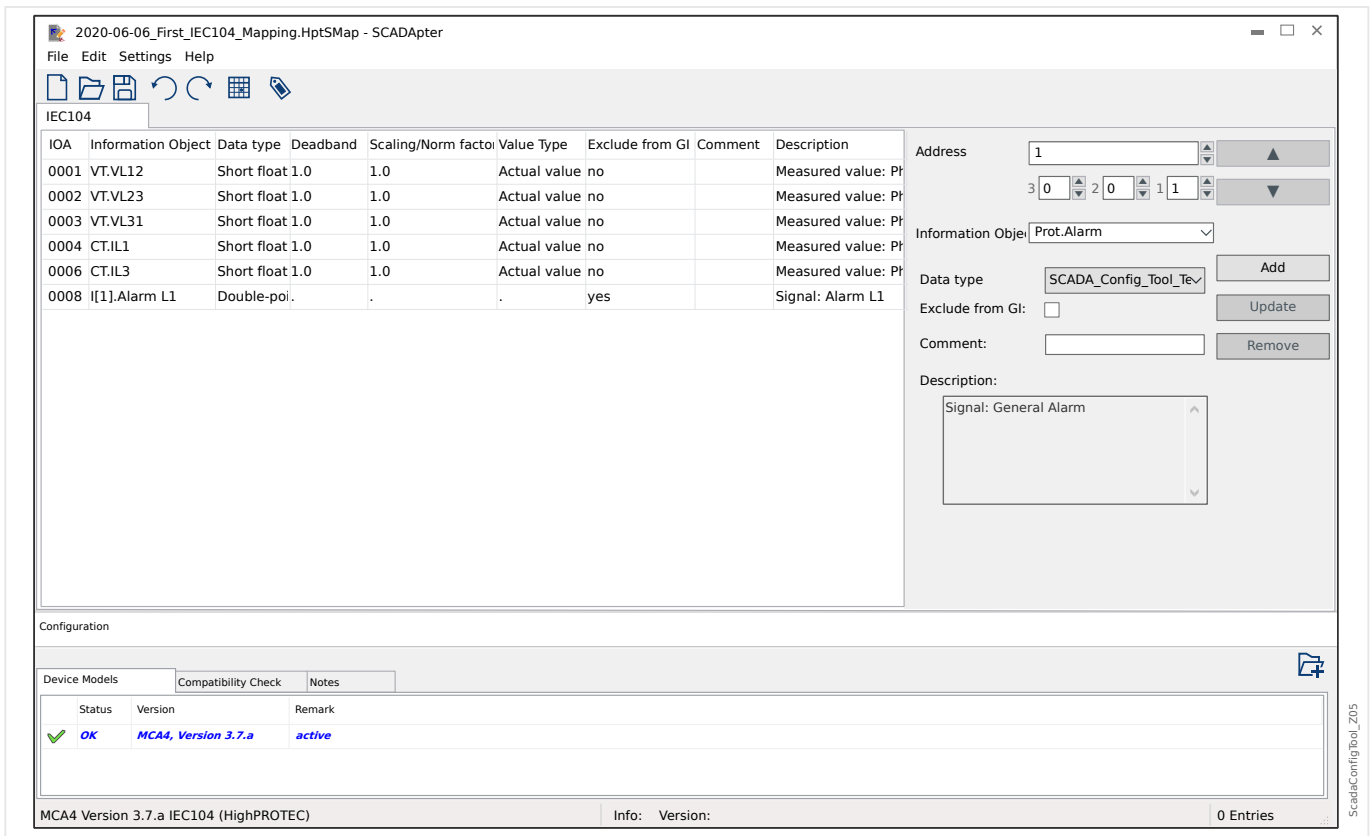 2020-06-06_First_IEC104_Mapping.HptSMap - SCADApter
File Edit Settings Help
IEC104
IOA Information Object Data type Deadband Scaling/Norm factor Value Type Exclude from GI Comment Description
0001 VT.VL12 Short float 1.0 1.0 Actual value no Measured value: Ph
0002 VT.VL23 Short float 1.0 1.0 Actual value no Measured value: Ph
0003 VT.VL31 Short float 1.0 1.0 Actual value no Measured value: Ph
0004 CT.IL1 Short float 1.0 1.0 Actual value no Measured value: Ph
0006 CT.IL3 Short float 1.0 1.0 Actual value no Measured value: Ph
0008 I[1].Alarm L1 Double-poi. . . . yes Signal: Alarm L1
Address 1
3 0 2 0 1 1
Information Obje Prot.Alarm
Data type SCADA_Config_Tool_Te
Exclude from GI:
Comment:
Description:
Signal: General Alarm
Add
Update
Remove
Configuration
Device Models Compatibility Check Notes
Status Version Remark
OK MCA4, Version 3.7.a active
MCA4 Version 3.7.a IEC104 (HighPROTEC) Info: Version: 0 Entries
ScadaConfigTool_Z05